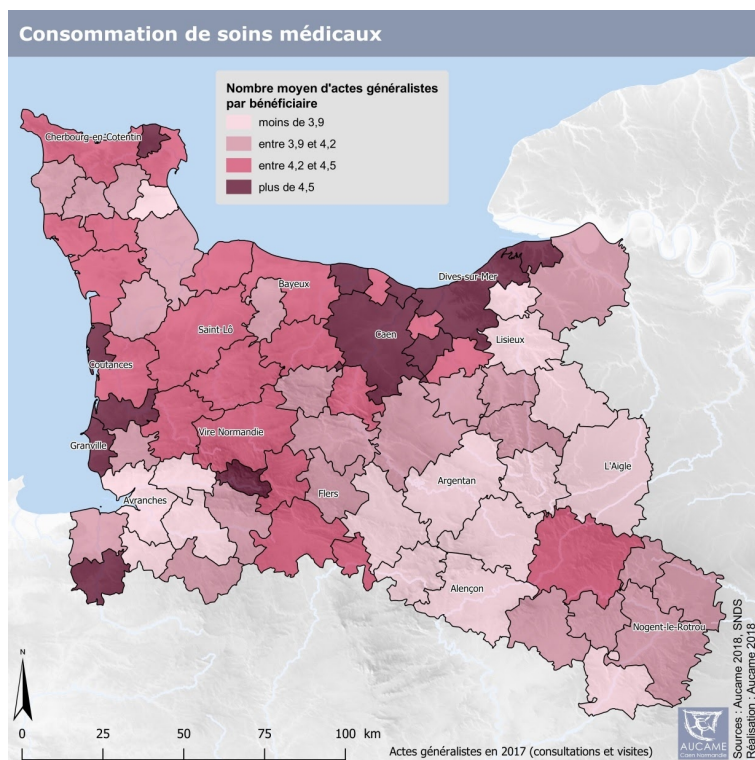 Consommation de soins médicaux
Nombre moyen d'actes généralistes
par bénéficiaire
moins de 3,9
entre 3,9 et 4,2
entre 4,2 et 4,5
plus de 4,5
Cherbourg-en-Cotentin
Dives-sur-Mer
Bayeux
Saint-Lô
Caen
Lisieux
Coutances
Vire Normandie
Granville
L'Aigle
Argentan
Flers
Avranches
Alençon
Nogent-le-Rotrou
N
0 25 50 75 100 km
Actes généralistes en 2017 (consultations et visites)
AUCAME
Caen Normandie
Sources : Aucame 2018, SNDS
Réalisation : Aucame 2018